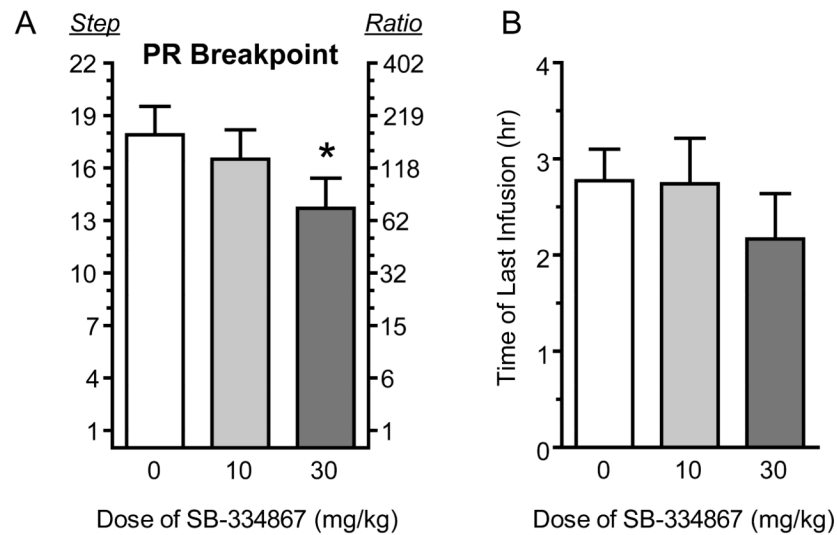 A
Step
Ratio
PR Breakpoint
22
19
16
13
10
7
4
1
402
219
118
62
32
15
6
1
*
0 10 30
Dose of SB-334867 (mg/kg)
B
Time of Last Infusion (hr)
4
3
2
1
0
0 10 30
Dose of SB-334867 (mg/kg)